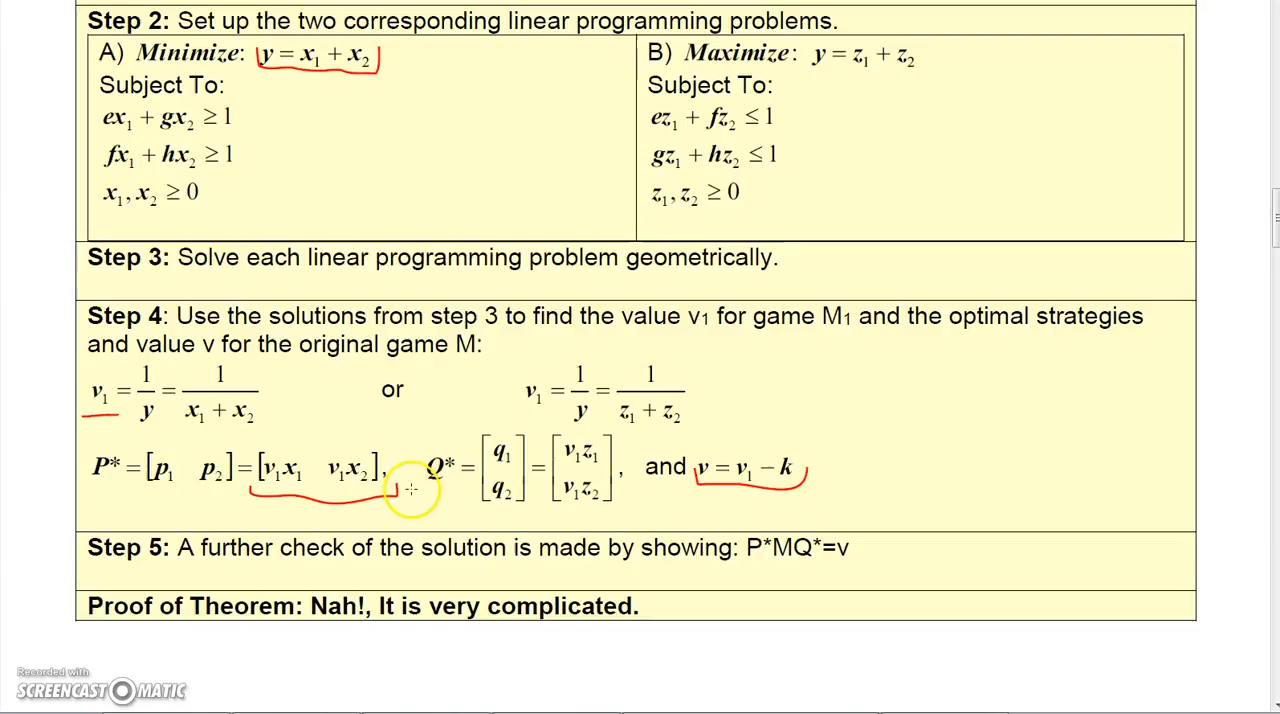 Step 2: Set up the two corresponding linear programming problems.
A) Minimize: y = x₁ + x₂
Subject To:
ex₁ + gx₂ ≥ 1
fx₁ + hx₂ ≥ 1
x₁, x₂ ≥ 0
B) Maximize: y = z₁ + z₂
Subject To:
ez₁ + fz₂ ≤ 1
gz₁ + hz₂ ≤ 1
z₁, z₂ ≥ 0
Step 3: Solve each linear programming problem geometrically.
Step 4: Use the solutions from step 3 to find the value v₁ for game M₁ and the optimal strategies
and value v for the original game M:
v₁ = 1/y = 1/(x₁ + x₂) or v₁ = 1/y = 1/(z₁ + z₂)
P* = [p₁ p₂] = [v₁x₁ v₁x₂], Q* = [q₁ q₂] = [v₁z₁ v₁z₂], and v = v₁ − k
Step 5: A further check of the solution is made by showing: P*MQ*=v
Proof of Theorem: Nah!, It is very complicated.
Recorded with
SCREENCAST MATIC